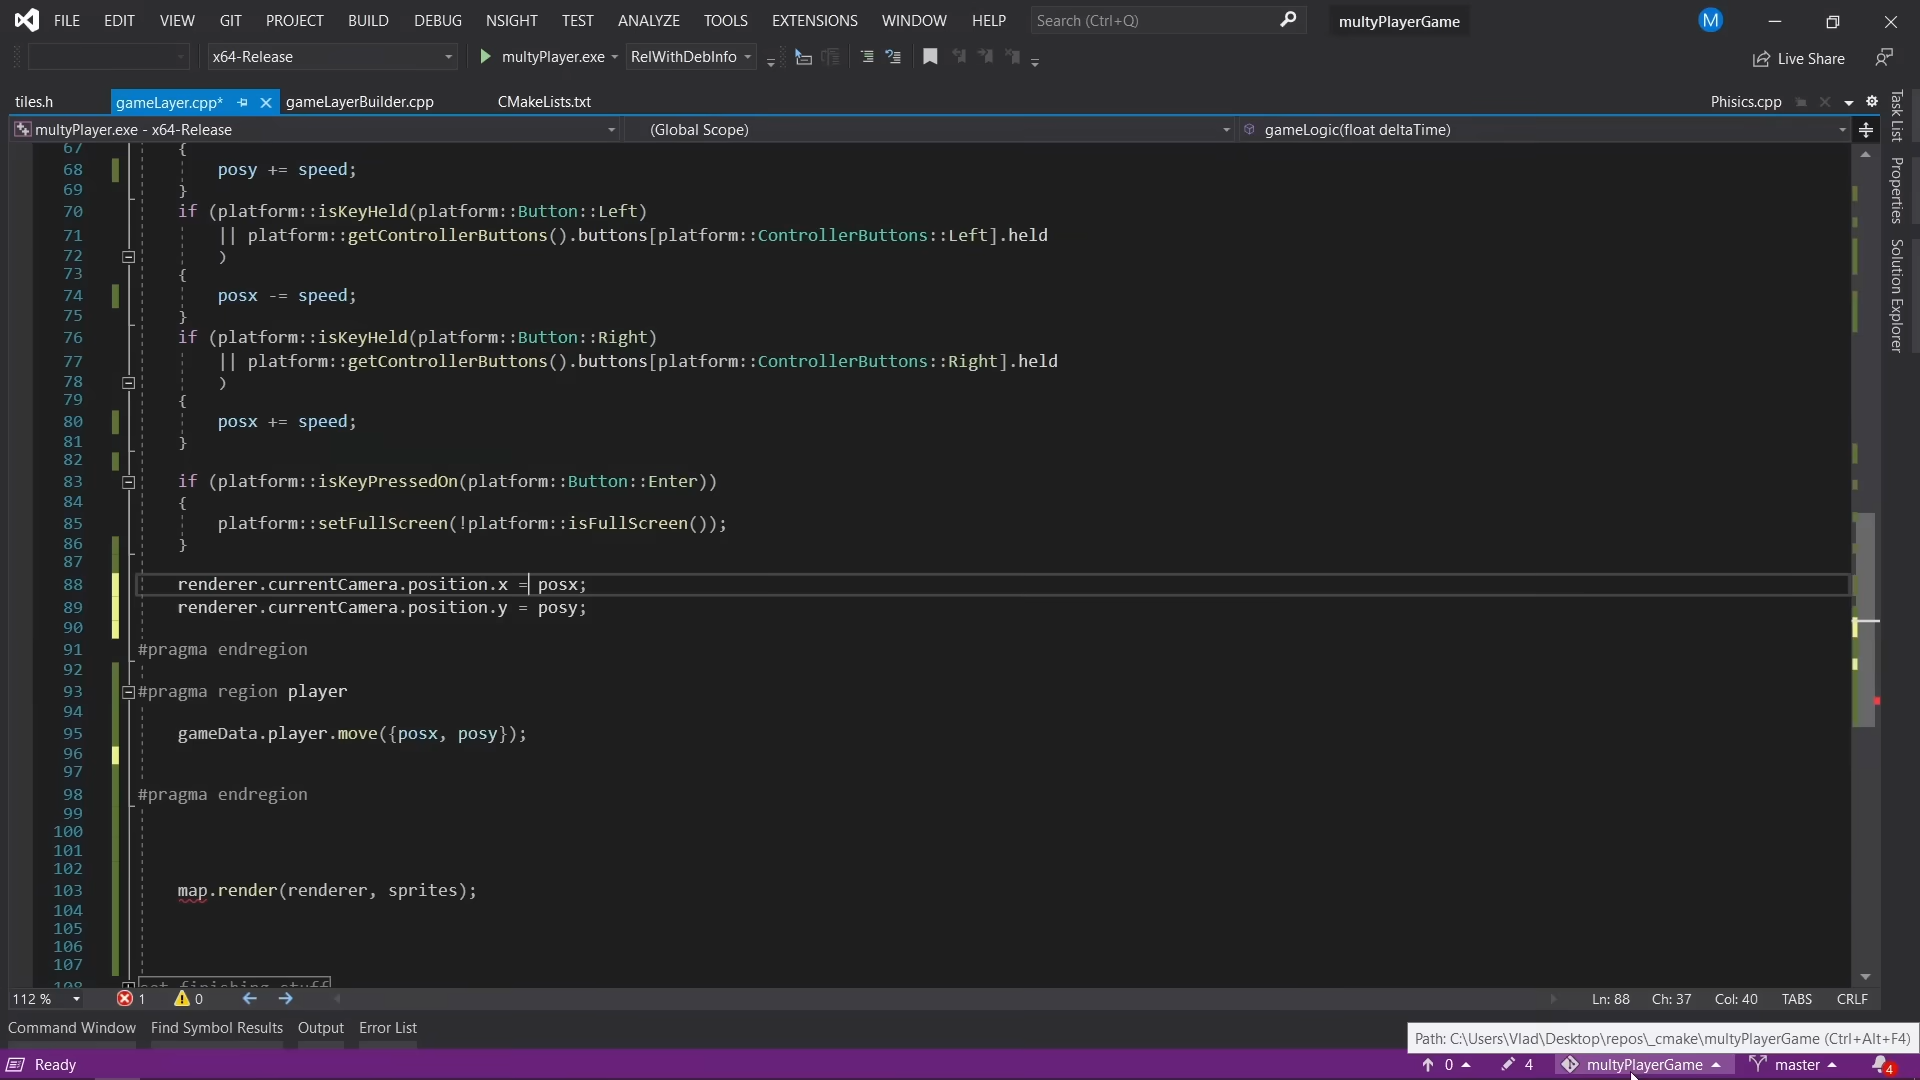 FILE EDIT VIEW GIT PROJECT BUILD DEBUG NSIGHT TEST ANALYZE TOOLS EXTENSIONS WINDOW HELP Search (Ctrl+Q) multyPlayerGame M
x64-Release multyPlayer.exe RelWithDebInfo Live Share
tiles.h gameLayer.cpp* gameLayerBuilder.cpp CMakeLists.txt Phisics.cpp
multyPlayer.exe - x64-Release (Global Scope) gameLogic(float deltaTime)
Task List
Properties
Solution Explorer
67 {
68 posy += speed;
69 }
70 if (platform::isKeyHeld(platform::Button::Left)
71 || platform::getControllerButtons().buttons[platform::ControllerButtons::Left].held
72 )
73 {
74 posx -= speed;
75 }
76 if (platform::isKeyHeld(platform::Button::Right)
77 || platform::getControllerButtons().buttons[platform::ControllerButtons::Right].held
78 )
79 {
80 posx += speed;
81 }
82
83 if (platform::isKeyPressedOn(platform::Button::Enter))
84 {
85 platform::setFullScreen(!platform::isFullScreen());
86 }
87
88 renderer.currentCamera.position.x = posx;
89 renderer.currentCamera.position.y = posy;
90
91 #pragma endregion
92
93 #pragma region player
94
95 gameData.player.move({posx, posy});
96
97
98 #pragma endregion
99
100
101
102
103 map.render(renderer, sprites);
104
105
106
107
108 set finishing stuff
112 % 1 0 Ln: 88 Ch: 37 Col: 40 TABS CRLF
Command Window Find Symbol Results Output Error List
Path: C:\Users\Vlad\Desktop\repos\_cmake\multyPlayerGame (Ctrl+Alt+F4)
Ready 0 4 multyPlayerGame master 4